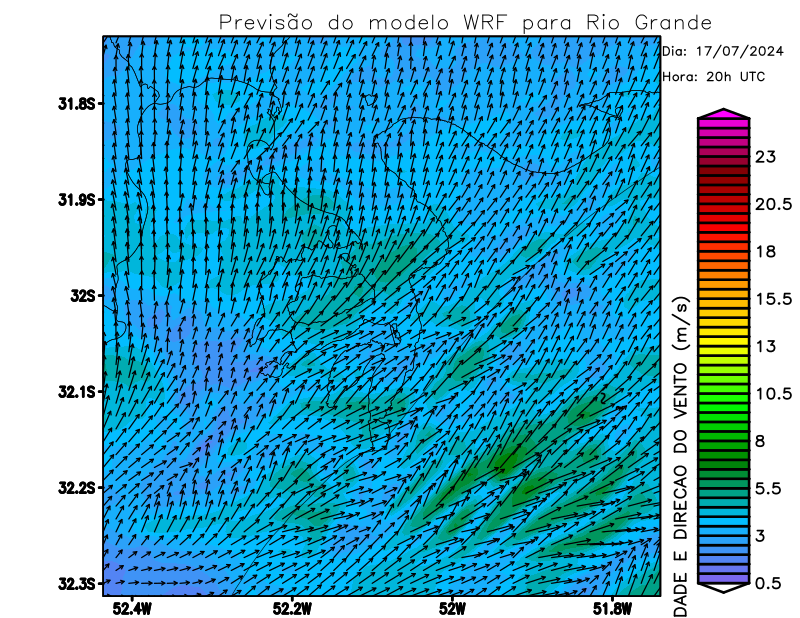 Previsão do modelo WRF para Rio Grande
Dia: 17/07/2024
Hora: 20h UTC
31.8S
31.9S
32S
32.1S
32.2S
32.3S
52.4W
52.2W
52W
51.8W
23
20.5
18
15.5
13
10.5
8
5.5
3
0.5
DADE E DIRECAO DO VENTO (m/s)